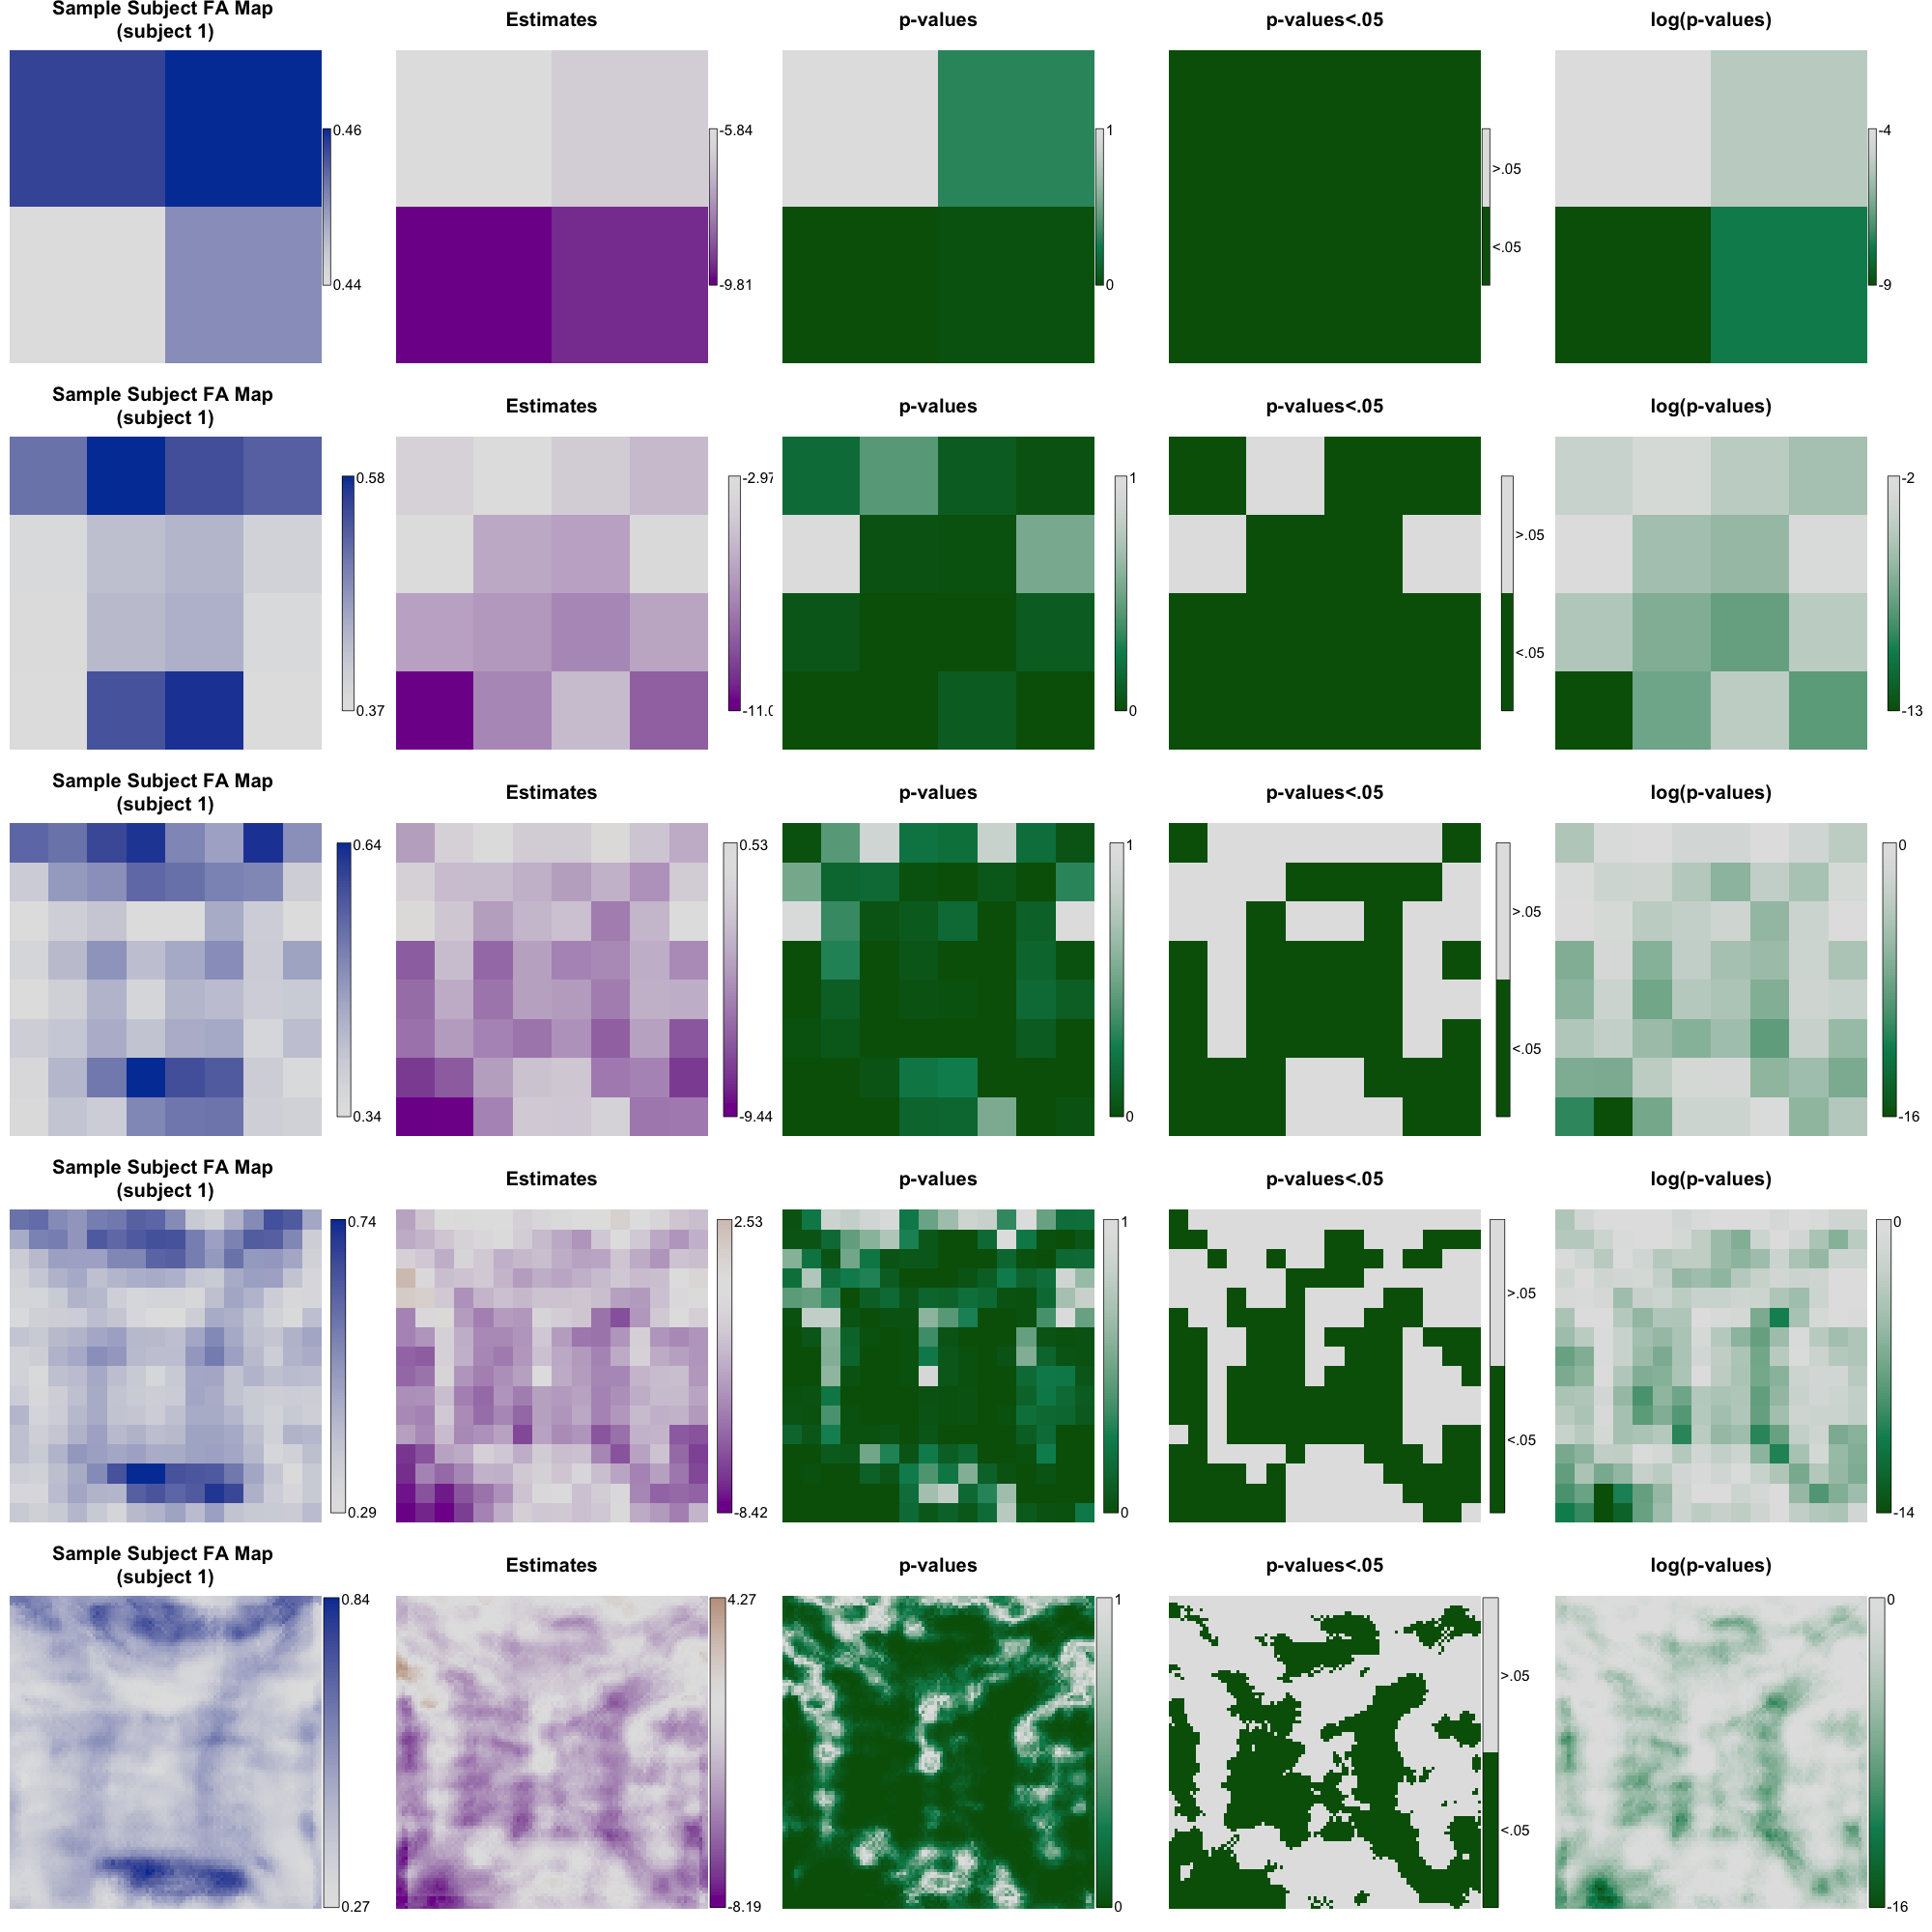 Sample Subject FA Map
(subject 1)
Estimates
p-values
p-values<.05
log(p-values)
0.46
0.44
-5.84
-9.81
1
0
>.05
<.05
-4
-9
Sample Subject FA Map
(subject 1)
Estimates
p-values
p-values<.05
log(p-values)
0.58
0.37
-2.97
-11.0
1
0
>.05
<.05
-2
-13
Sample Subject FA Map
(subject 1)
Estimates
p-values
p-values<.05
log(p-values)
0.64
0.34
0.53
-9.44
1
0
>.05
<.05
0
-16
Sample Subject FA Map
(subject 1)
Estimates
p-values
p-values<.05
log(p-values)
0.74
0.29
2.53
-8.42
1
0
>.05
<.05
0
-14
Sample Subject FA Map
(subject 1)
Estimates
p-values
p-values<.05
log(p-values)
0.84
0.27
4.27
-8.19
1
0
>.05
<.05
0
-16